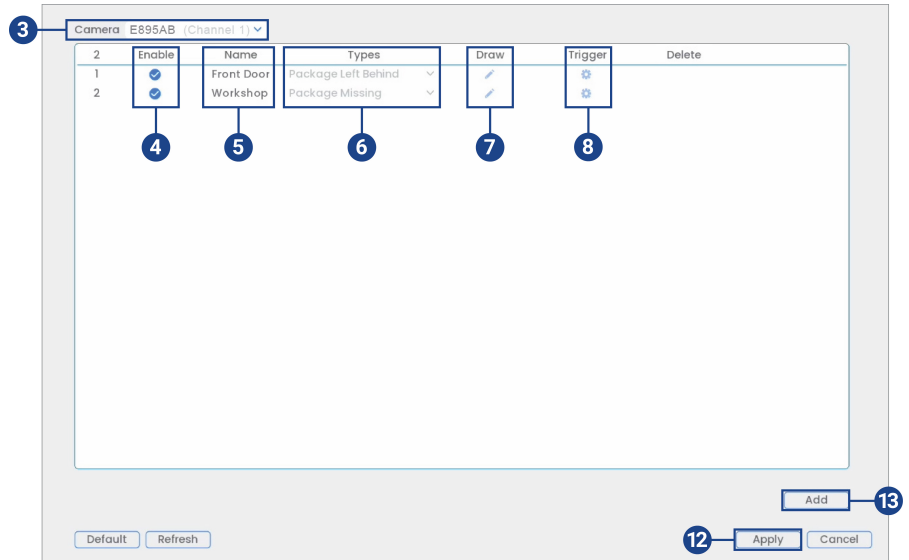 3 Camera E895AB (Channel 1)
2 Enable Name Types Draw Trigger Delete
1 Front Door Package Left Behind
2 Workshop Package Missing
4 5 6 7 8
Add 13
Default Refresh 12 Apply Cancel